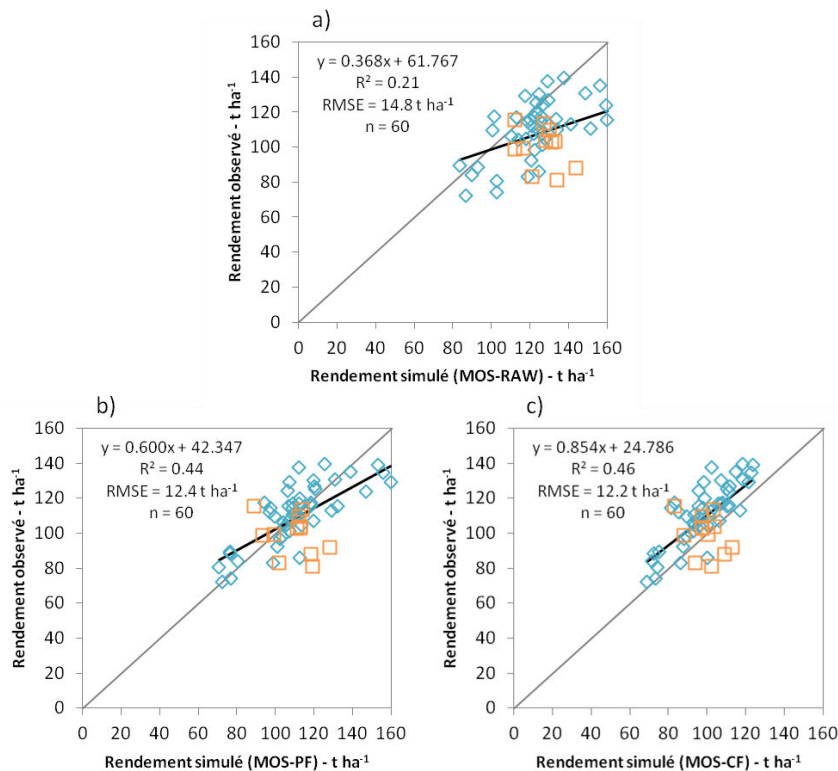 a)
160
140
120
100
80
60
40
20
0
Rendement observé - t ha⁻¹
y = 0.368x + 61.767
R² = 0.21
RMSE = 14.8 t ha⁻¹
n = 60
0 20 40 60 80 100 120 140 160
Rendement simulé (MOS-RAW) - t ha⁻¹
b)
160
140
120
100
80
60
40
20
0
Rendement observé - t ha⁻¹
y = 0.600x + 42.347
R² = 0.44
RMSE = 12.4 t ha⁻¹
n = 60
0 20 40 60 80 100 120 140 160
Rendement simulé (MOS-PF) - t ha⁻¹
c)
160
140
120
100
80
60
40
20
0
Rendement observé - t ha⁻¹
y = 0.854x + 24.786
R² = 0.46
RMSE = 12.2 t ha⁻¹
n = 60
0 20 40 60 80 100 120 140 160
Rendement simulé (MOS-CF) - t ha⁻¹